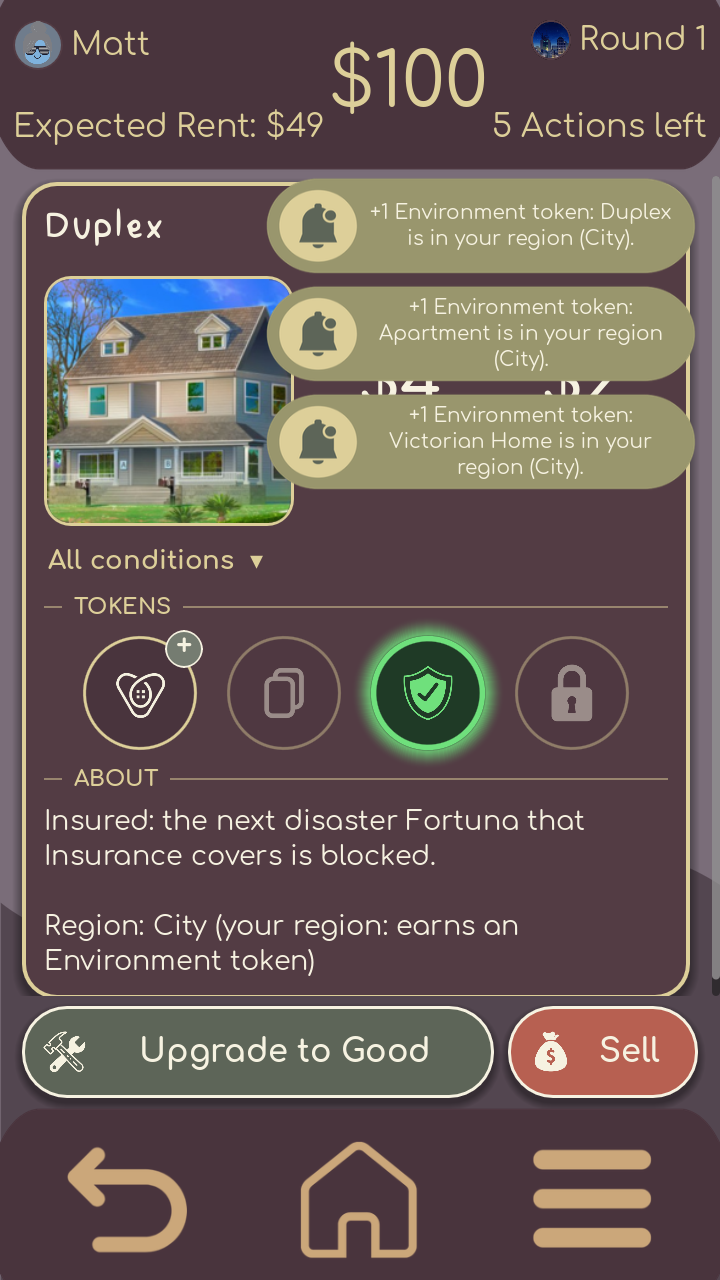 Matt
Round 1
$100
Expected Rent: $49
5 Actions left
Duplex
+1 Environment token: Duplex
is in your region (City).
+1 Environment token:
Apartment is in your region
(City).
+1 Environment token:
Victorian Home is in your
region (City).
All conditions ▼
TOKENS
+
ABOUT
Insured: the next disaster Fortuna that
Insurance covers is blocked.
Region: City (your region: earns an
Environment token)
Upgrade to Good
$
Sell